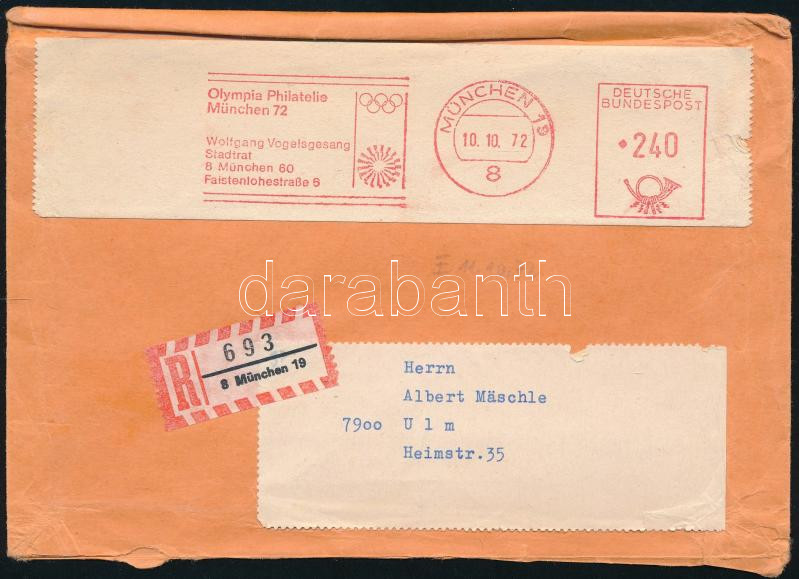 Olympia Philatelie
München 72
Wolfgang Vogelsgesang
Stadtrat
8 München 60
Faistenlohestraße 6
MÜNCHEN 19
10.10.72
8
DEUTSCHE
BUNDESPOST
240
darabanth
R
693
8 München 19
Herrn
Albert Mäschle
7900 Ulm
Heimstr.35